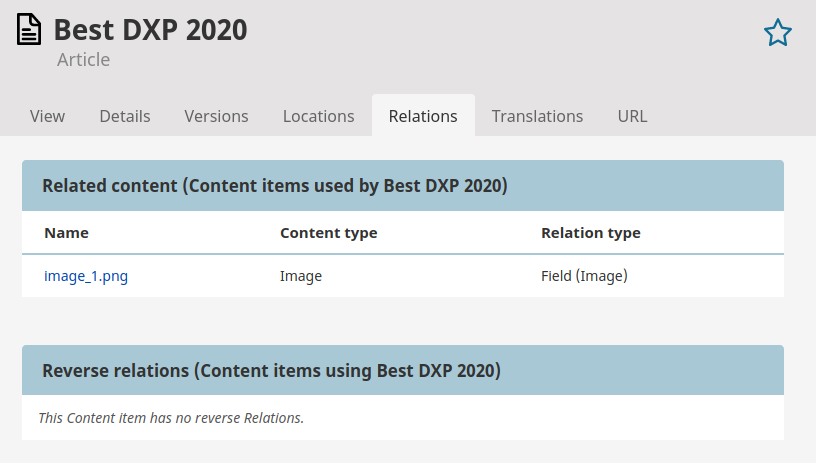 Best DXP 2020
Article
View Details Versions Locations Relations Translations URL
Related content (Content items used by Best DXP 2020)
Name Content type Relation type
image_1.png Image Field (Image)
Reverse relations (Content items using Best DXP 2020)
This Content item has no reverse Relations.